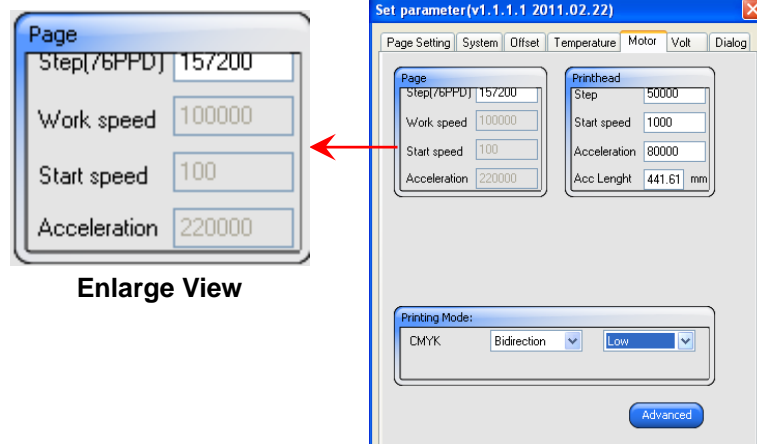 Page
Step(76PPD) 157200
Work speed 100000
Start speed 100
Acceleration 220000
Enlarge View
Set parameter(v1.1.1.1 2011.02.22)
Page Setting System Offset Temperature Motor Volt Dialog
Page
Step(76PPD) 157200
Work speed 100000
Start speed 100
Acceleration 220000
Printhead
Step 50000
Start speed 1000
Acceleration 80000
Acc Lenght 441.61 mm
Printing Mode:
CMYK Bidirection Low
Advanced